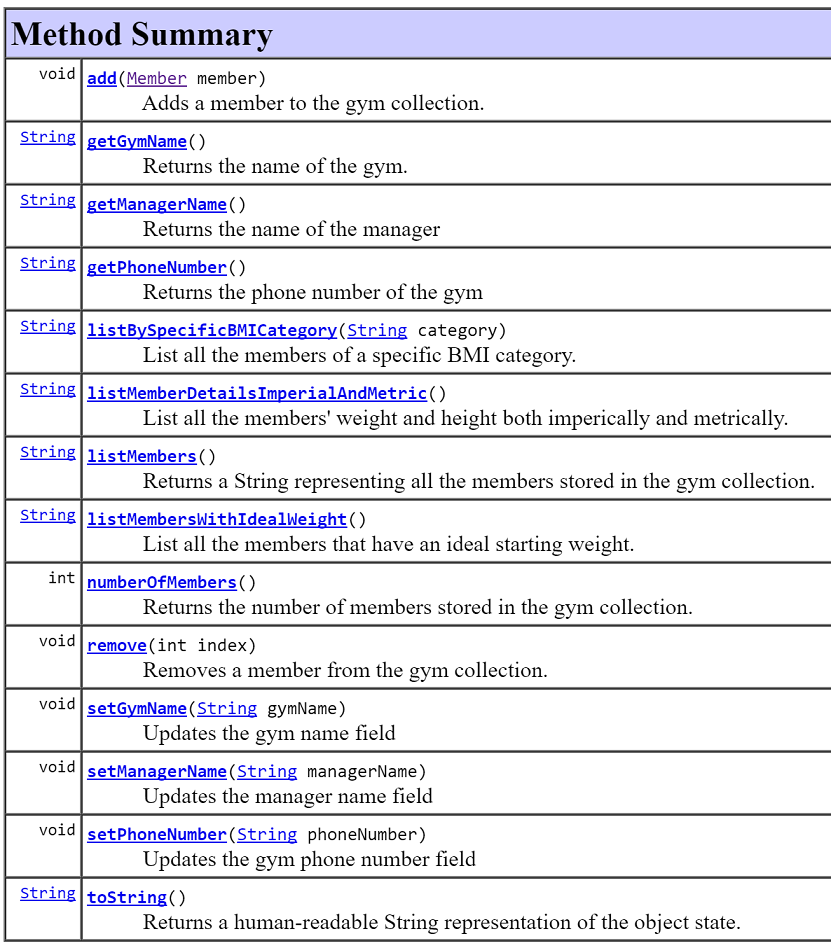 Method Summary
void add(Member member)
Adds a member to the gym collection.
String getGymName()
Returns the name of the gym.
String getManagerName()
Returns the name of the manager
String getPhoneNumber()
Returns the phone number of the gym
String listBySpecificBMICategory(String category)
List all the members of a specific BMI category.
String listMemberDetailsImperialAndMetric()
List all the members' weight and height both imperically and metrically.
String listMembers()
Returns a String representing all the members stored in the gym collection.
String listMembersWithIdealWeight()
List all the members that have an ideal starting weight.
int numberOfMembers()
Returns the number of members stored in the gym collection.
void remove(int index)
Removes a member from the gym collection.
void setGymName(String gymName)
Updates the gym name field
void setManagerName(String managerName)
Updates the manager name field
void setPhoneNumber(String phoneNumber)
Updates the gym phone number field
String toString()
Returns a human-readable String representation of the object state.